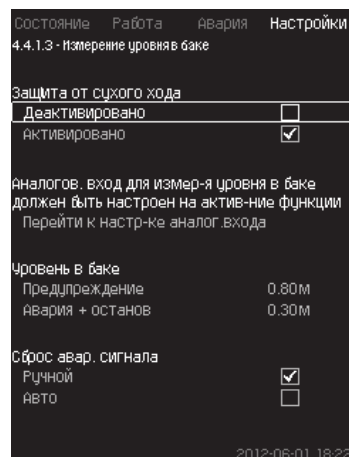 Состояние Работа Авария Настройки
4.4.1.3 - Измерение уровня в баке
Защита от сухого хода
Деактивировано
Активировано
Аналогов. вход для измер-я уровня в баке
должен быть настроен на актив-ние функции
Перейти к настр-ке аналог.входа
Уровень в баке
Предупреждение 0.80м
Авария + останов 0.30м
Сброс авар. сигнала
Ручной
Авто
2012-06-01 18:22